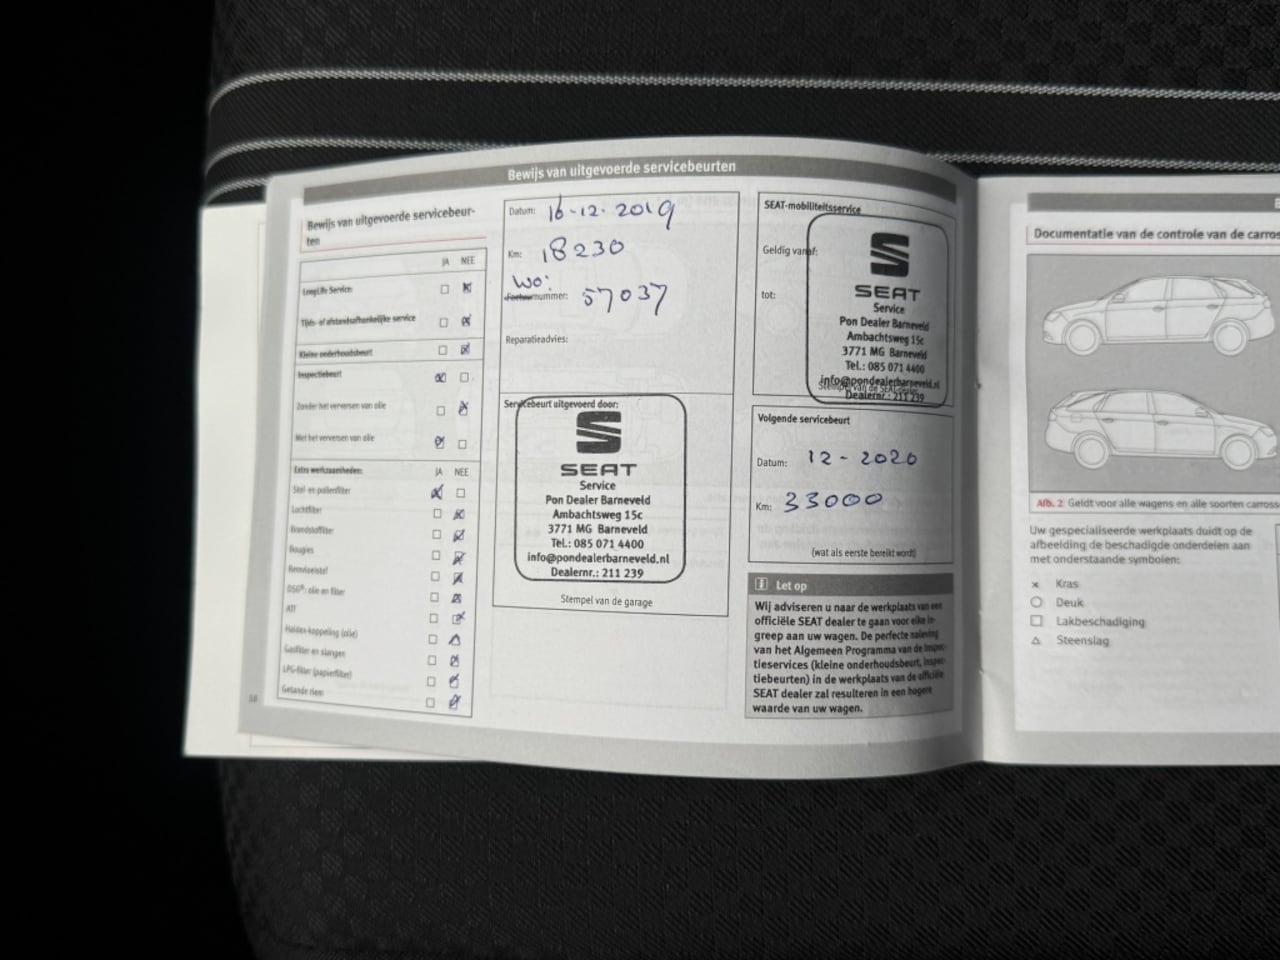 Bewijs van uitgevoerde servicebeurten
Bewijs van uitgevoerde servicebeur-
ten
JA NEE
LongLife Service:
Tijds- of afstandsafhankelijke service
Kleine onderhoudsbeurt
Inspectiebeurt
Zonder het verversen van olie
Met het verversen van olie
Extra werkzaamheden: JA NEE
Stof- en pollenfilter
Luchtfilter
Brandstoffilter
Bougies
Remvloeistof
DSG®: olie en filter
ATF
Haldex-koppeling (olie)
Gasfilter en slangen
LPG-filter (papierfilter)
Getande riem
Datum: 16-12-2019
Km: 18230
WO:
nummer: 57037
Reparatieadvies:
Servicebeurt uitgevoerd door:
SEAT
Service
Pon Dealer Barneveld
Ambachtsweg 15c
3771 MG Barneveld
Tel.: 085 071 4400
info@pondealerbarneveld.nl
Dealernr.: 211 239
Stempel van de garage
SEAT-mobiliteitsservice
Geldig vanaf:
tot:
SEAT
Service
Pon Dealer Barneveld
Ambachtsweg 15c
3771 MG Barneveld
Tel.: 085 071 4400
info@pondealerbarneveld.nl
Stempel van de SEAT-dealer
Dealernr.: 211 239
Volgende servicebeurt
Datum: 12-2020
Km: 33000
(wat als eerste bereikt wordt)
Let op
Wij adviseren u naar de werkplaats van een
officiële SEAT dealer te gaan voor elke in-
greep aan uw wagen. De perfecte naleving
van het Algemeen Programma van de Inspec-
tieservices (kleine onderhoudsbeurt, Inspec-
tiebeurten) in de werkplaats van de officiële
SEAT dealer zal resulteren in een hogere
waarde van uw wagen.
Documentatie van de controle van de carros
Afb. 2 Geldt voor alle wagens en alle soorten carross
Uw gespecialiseerde werkplaats duidt op de
afbeelding de beschadigde onderdelen aan
met onderstaande symbolen:
× Kras
○ Deuk
□ Lakbeschadiging
△ Steenslag